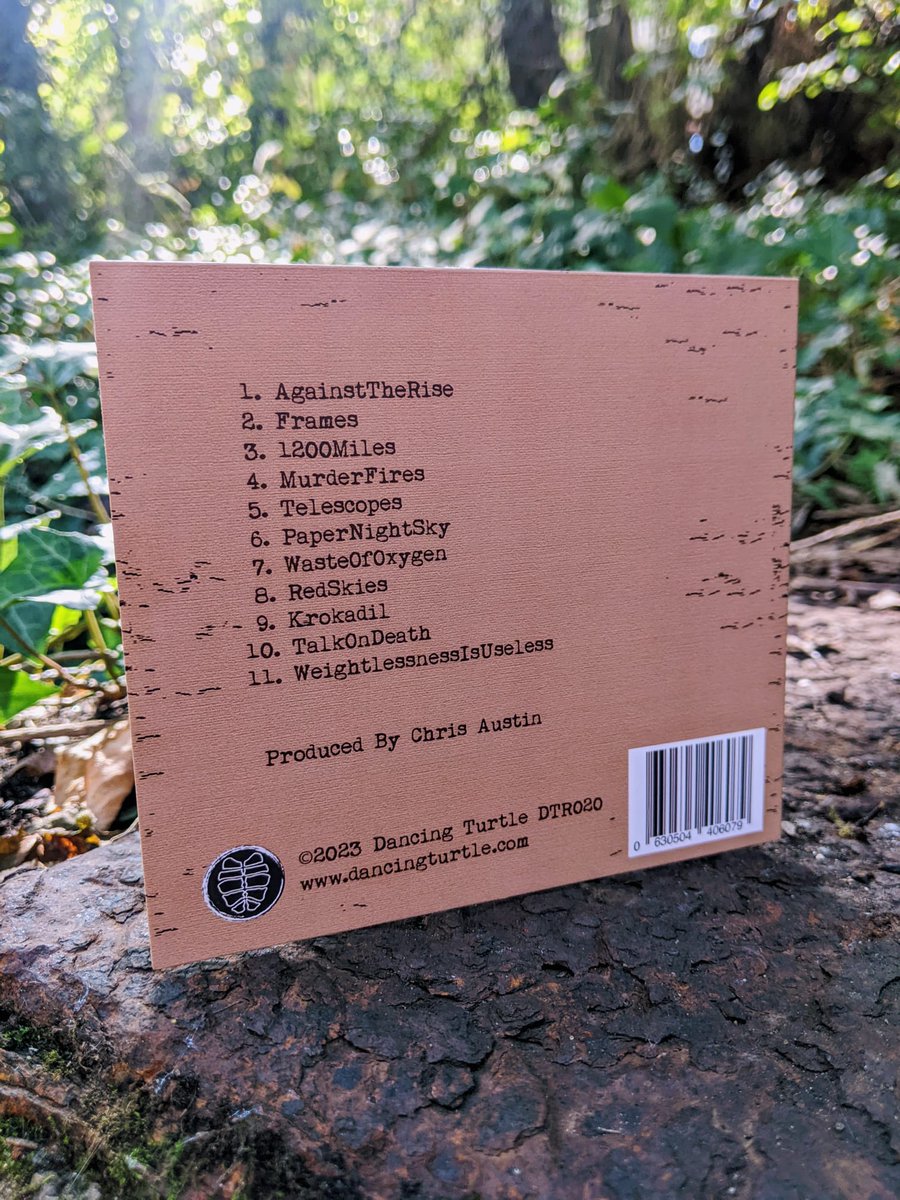 1. AgainstTheRise
2. Frames
3. 1200Miles
4. MurderFires
5. Telescopes
6. PaperNightSky
7. WasteOfOxygen
8. RedSkies
9. Krokadil
10. TalkOnDeath
11. WeightlessnessIsUseless
Produced By Chris Austin
©2023 Dancing Turtle DTR020
www.dancingturtle.com
0 630504 406079